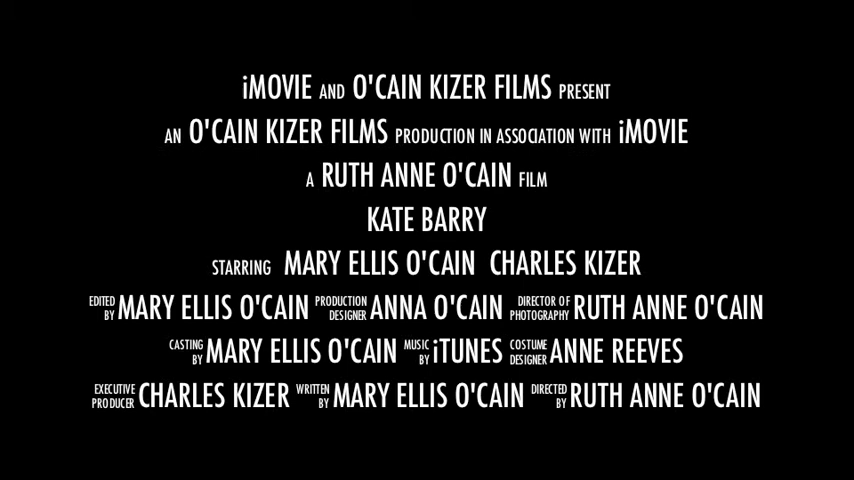 iMOVIE AND O'CAIN KIZER FILMS PRESENT
AN O'CAIN KIZER FILMS PRODUCTION IN ASSOCIATION WITH iMOVIE
A RUTH ANNE O'CAIN FILM
KATE BARRY
STARRING MARY ELLIS O'CAIN CHARLES KIZER
EDITED BY MARY ELLIS O'CAIN PRODUCTION DESIGNER ANNA O'CAIN DIRECTOR OF PHOTOGRAPHY RUTH ANNE O'CAIN
CASTING BY MARY ELLIS O'CAIN MUSIC BY iTUNES COSTUME DESIGNER ANNE REEVES
EXECUTIVE PRODUCER CHARLES KIZER WRITTEN BY MARY ELLIS O'CAIN DIRECTED BY RUTH ANNE O'CAIN